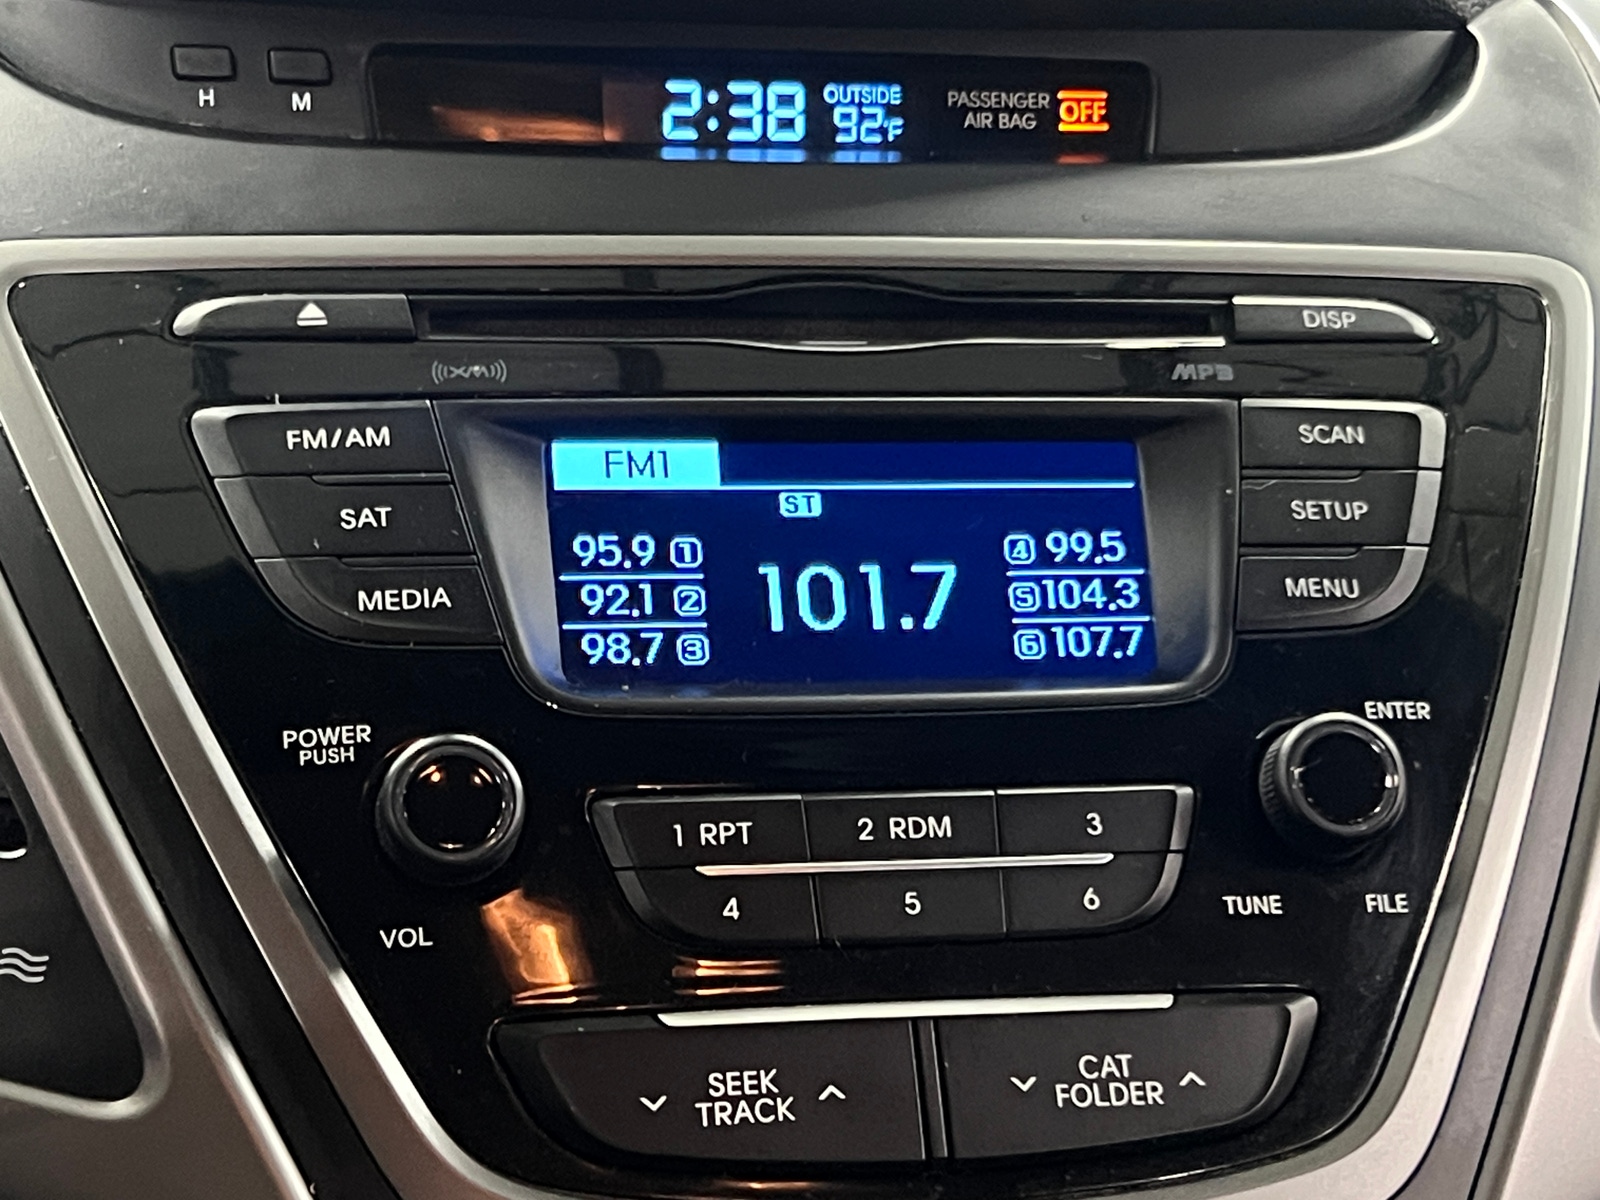 H M
2:38 OUTSIDE 92°F
PASSENGER AIR BAG OFF
DISP
((XM)) MP3
FM/AM
SAT
MEDIA
FM1
ST
95.9 1
92.1 2
98.7 3
101.7
4 99.5
5 104.3
6 107.7
SCAN
SETUP
MENU
POWER
PUSH
VOL
ENTER
TUNE FILE
1 RPT 2 RDM 3
4 5 6
SEEK
TRACK
CAT
FOLDER